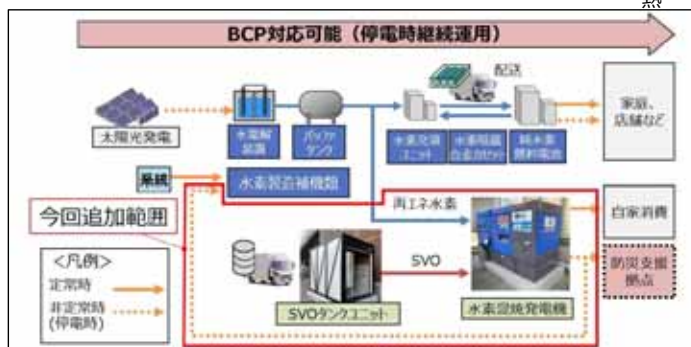 熱
BCP対応可能（停電時継続運用）
配送
太陽光発電
水電解
装置
バッファ
タンク
水素充填
ユニット
水素吸蔵
合金カセット
純水素
燃料電池
家庭、
店舗など
系統
水素製造補機類
今回追加範囲
再エネ水素
自家消費
＜凡例＞
定常時
非定常時
(停電時)
SVO
防災支援
拠点
SVOタンクユニット
水素混焼発電機